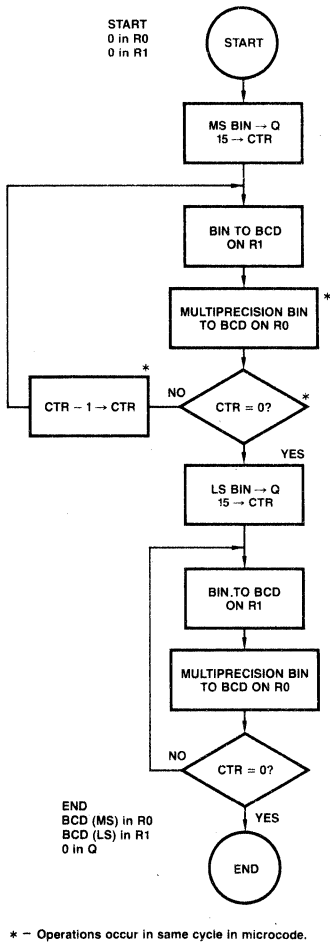 START
0 in R0
0 in R1
START
MS BIN → Q
15 → CTR
BIN TO BCD
ON R1
MULTIPRECISION BIN
TO BCD ON R0
*
*
CTR − 1 → CTR
NO
CTR = 0?
*
YES
LS BIN → Q
15 → CTR
BIN.TO BCD
ON R1
MULTIPRECISION BIN
TO BCD ON R0
NO
CTR = 0?
YES
END
BCD (MS) in R0
BCD (LS) in R1
0 in Q
END
* − Operations occur in same cycle in microcode.